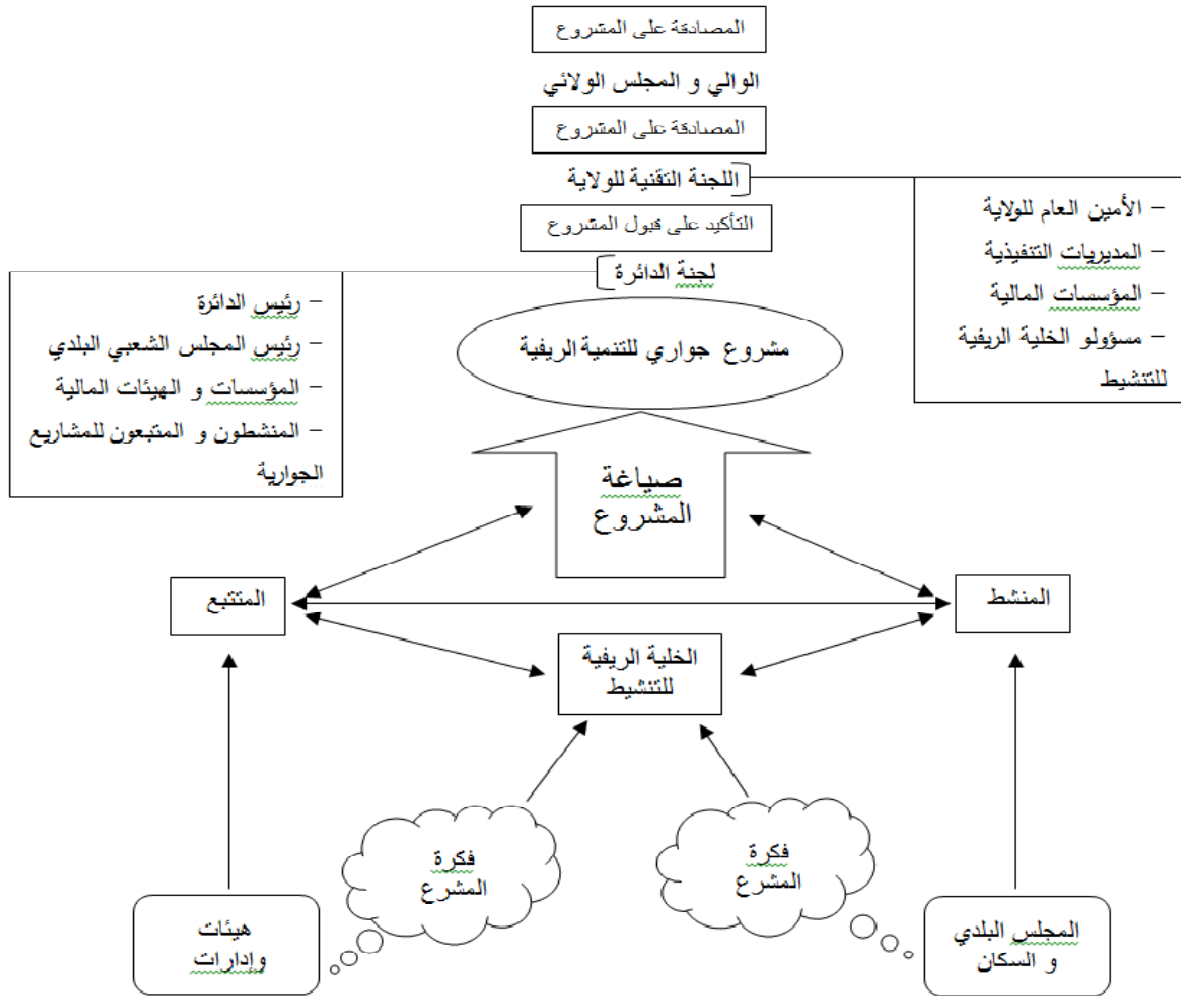 المصادقة على المشروع
الوالي و المجلس الولائي
المصادقة على المشروع
اللجنة التقنية للولاية
– الأمين العام للولاية
– المديريات التنفيذية
– المؤسسات المالية
– مسؤولو الخلية الريفية
للتنشيط
التأكيد على قبول المشروع
لجنة الدائرة
– رئيس الدائرة
– رئيس المجلس الشعبي البلدي
– المؤسسات و الهيئات المالية
– المنشطون و المتبعون للمشاريع
الجوارية
مشروع جواري للتنمية الريفية
صياغة
المشروع
المنشط
المتتبع
الخلية الريفية
للتنشيط
فكرة
المشرع
فكرة
المشرع
المجلس البلدي
و السكان
هيئات
وإدارات